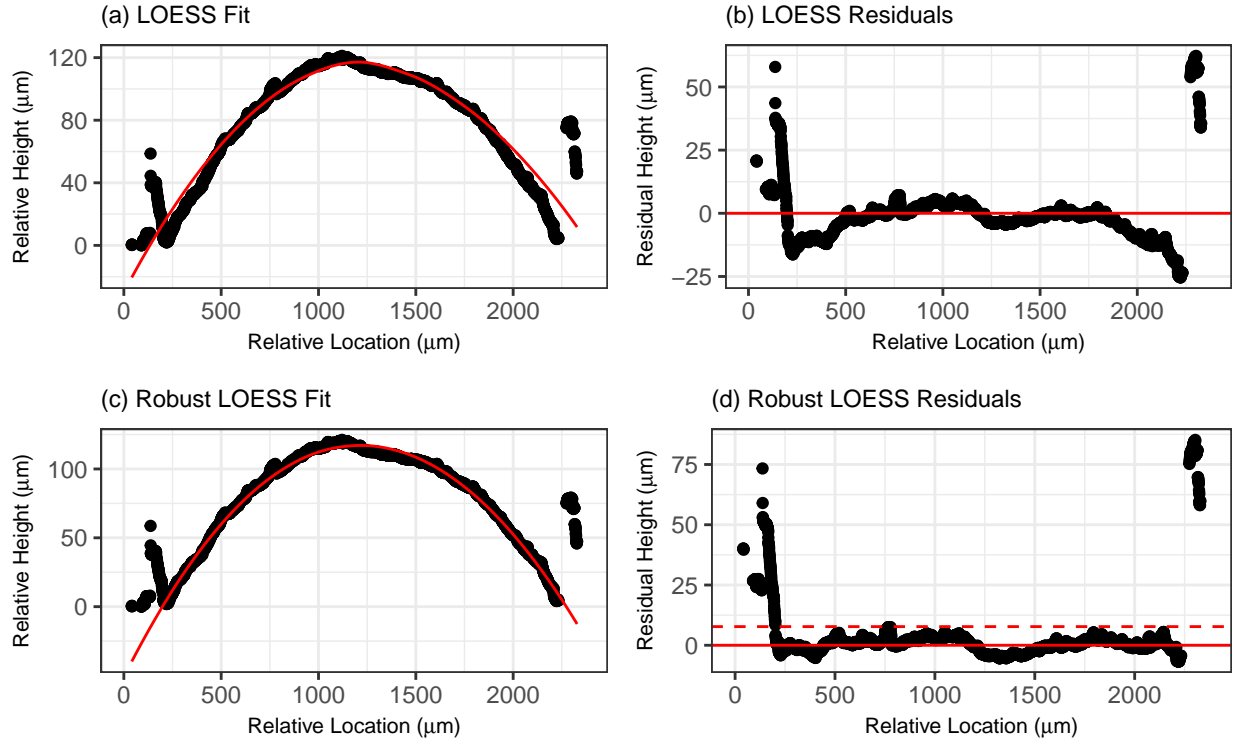 (a) LOESS Fit
Relative Height (μm)
120
80
40
0
0 500 1000 1500 2000
Relative Location (μm)
(b) LOESS Residuals
Residual Height (μm)
50
25
0
−25
0 500 1000 1500 2000
Relative Location (μm)
(c) Robust LOESS Fit
Relative Height (μm)
100
50
0
0 500 1000 1500 2000
Relative Location (μm)
(d) Robust LOESS Residuals
Residual Height (μm)
75
50
25
0
0 500 1000 1500 2000
Relative Location (μm)